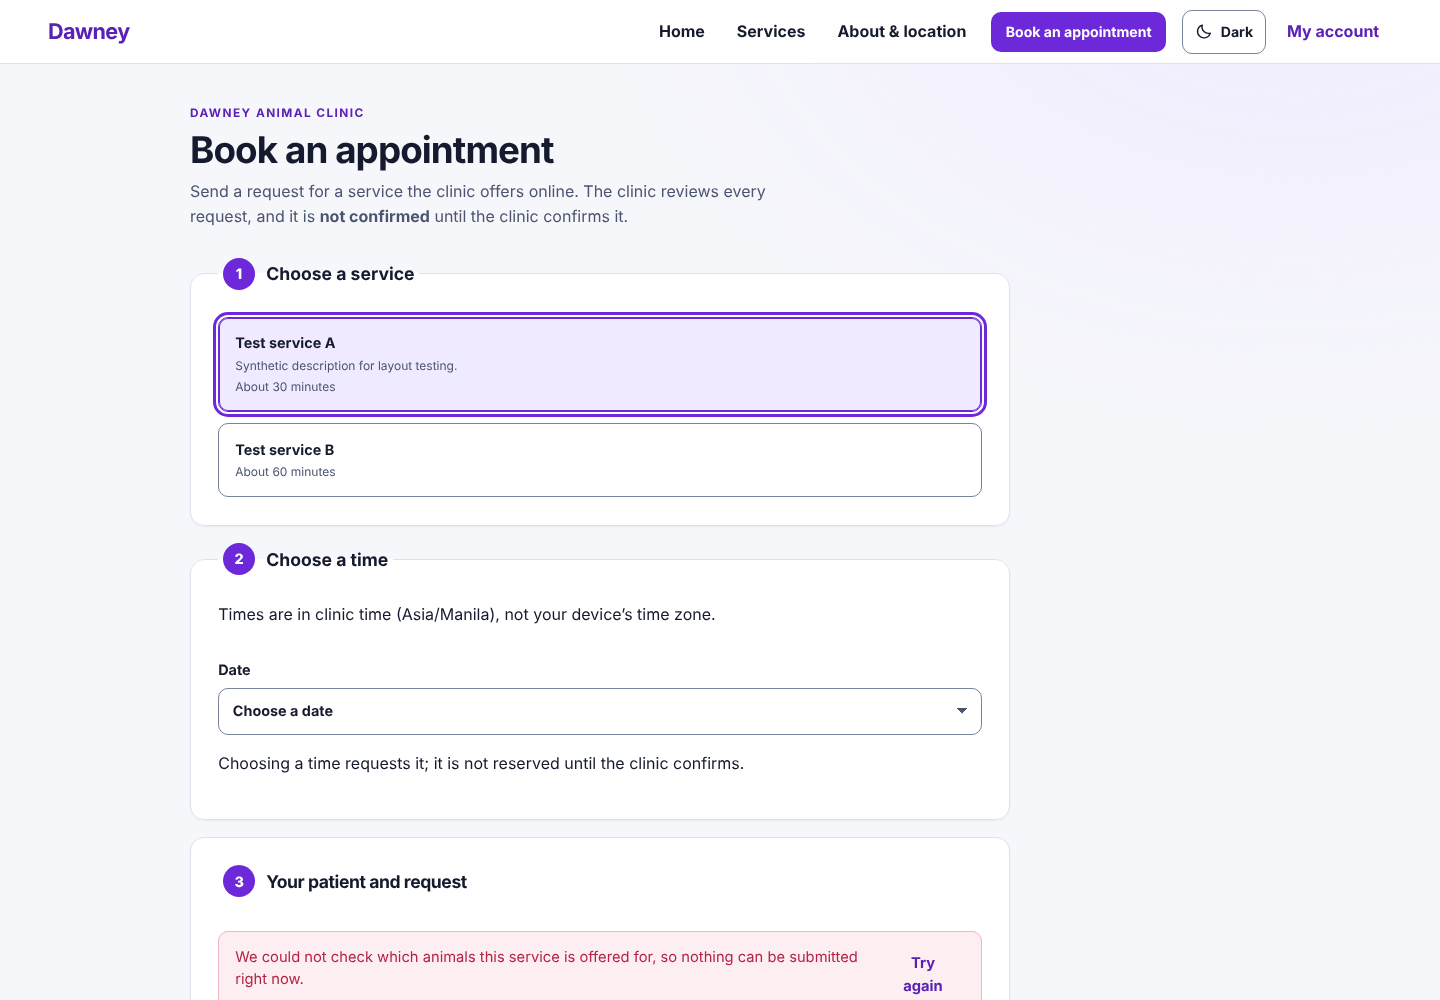 Dawney
Home
Services
About & location
Book an appointment
Dark
My account
DAWNEY ANIMAL CLINIC
Book an appointment
Send a request for a service the clinic offers online. The clinic reviews every
request, and it is not confirmed until the clinic confirms it.
1
Choose a service
Test service A
Synthetic description for layout testing.
About 30 minutes
Test service B
About 60 minutes
2
Choose a time
Times are in clinic time (Asia/Manila), not your device’s time zone.
Date
Choose a date
Choosing a time requests it; it is not reserved until the clinic confirms.
3
Your patient and request
We could not check which animals this service is offered for, so nothing can be submitted
right now.
Try
again